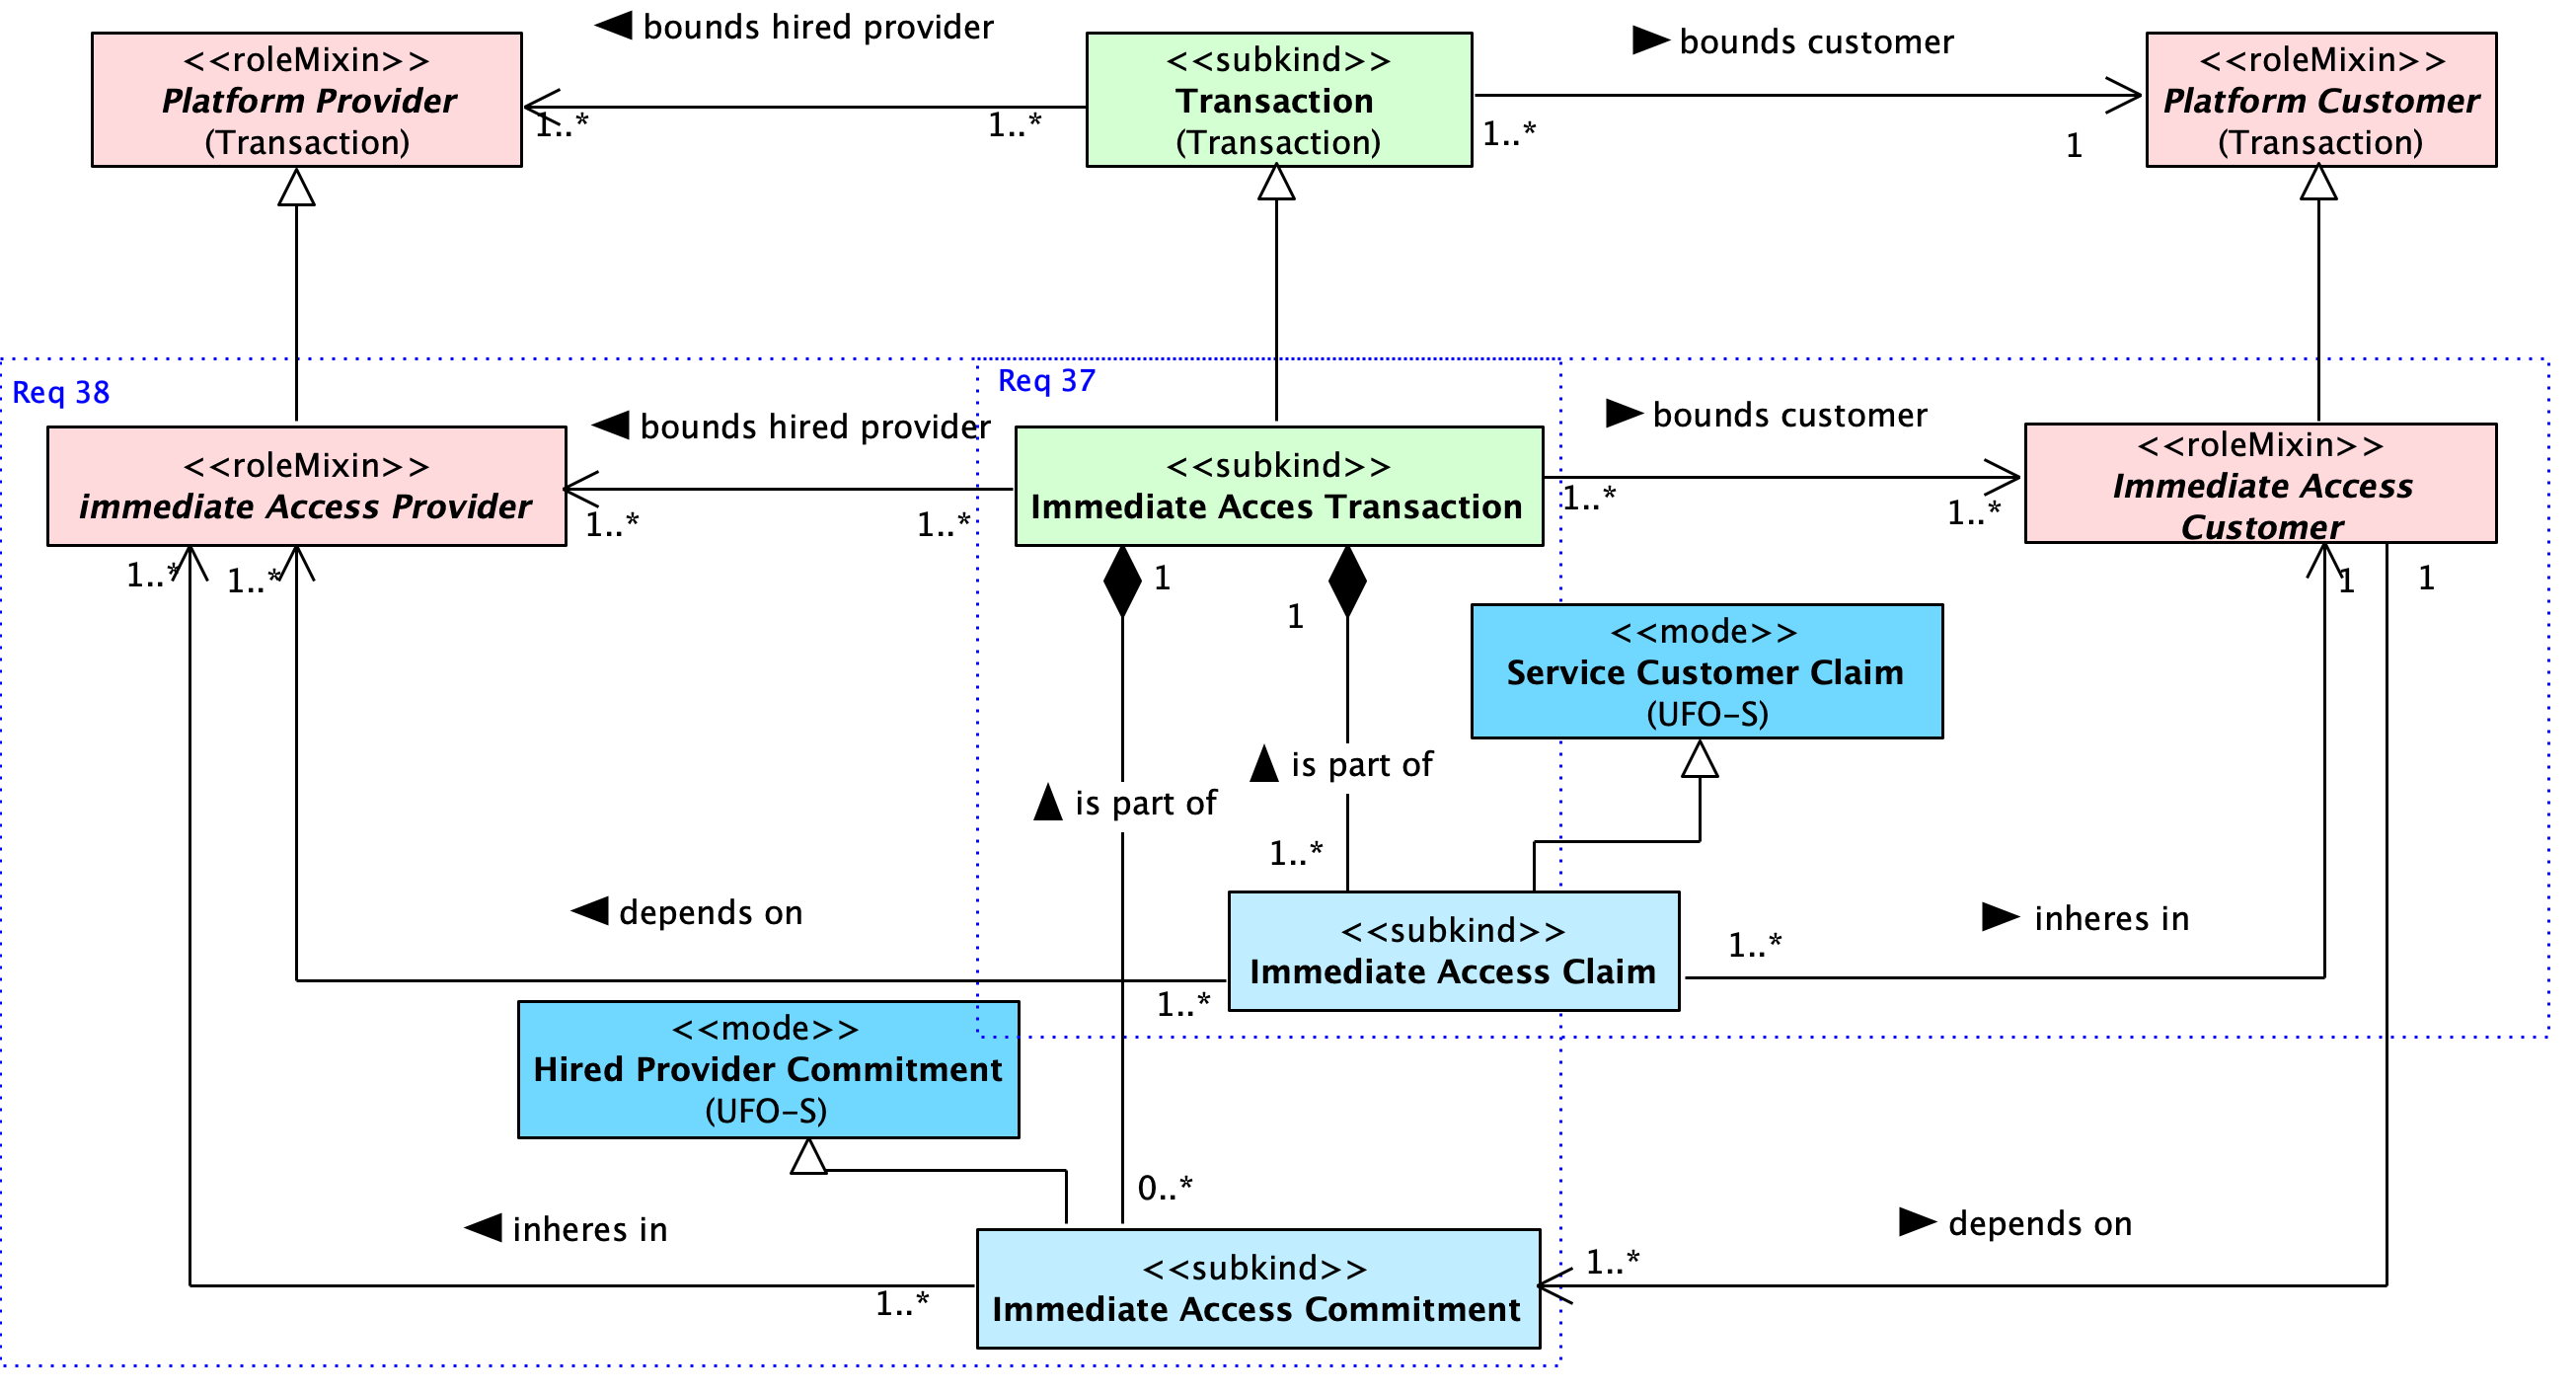 ◀ bounds hired provider
▶ bounds customer
<<roleMixin>>
Platform Provider
(Transaction)
<<subkind>>
Transaction
(Transaction)
<<roleMixin>>
Platform Customer
(Transaction)
1..*
1..*
1..*
1
Req 38
Req 37
◀ bounds hired provider
▶ bounds customer
<<roleMixin>>
immediate Access Provider
<<subkind>>
Immediate Acces Transaction
<<roleMixin>>
Immediate Access
Customer
1..*
1..*
1..*
1..*
1..*
1..*
1
1
1
1
<<mode>>
Service Customer Claim
(UFO-S)
▲ is part of
▲ is part of
1..*
◀ depends on
<<subkind>>
Immediate Access Claim
1..*
▶ inheres in
1..*
<<mode>>
Hired Provider Commitment
(UFO-S)
0..*
◀ inheres in
▶ depends on
<<subkind>>
Immediate Access Commitment
1..*
1..*